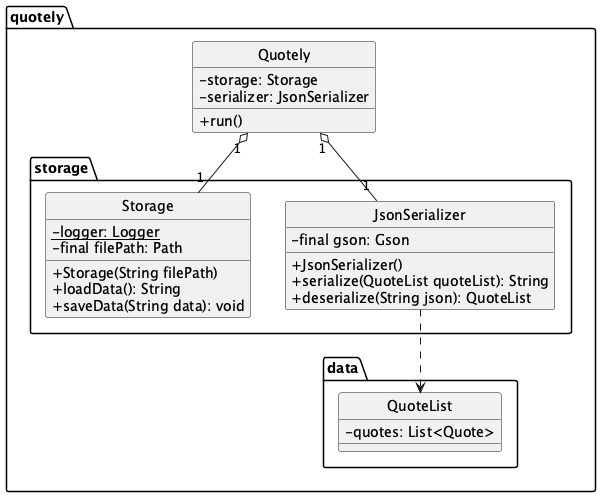 quotely
Quotely
-storage: Storage
-serializer: JsonSerializer
+run()
1
1
storage
1
1
Storage
-logger: Logger
-final filePath: Path
+Storage(String filePath)
+loadData(): String
+saveData(String data): void
JsonSerializer
-final gson: Gson
+JsonSerializer()
+serialize(QuoteList quoteList): String
+deserialize(String json): QuoteList
data
QuoteList
-quotes: List<Quote>